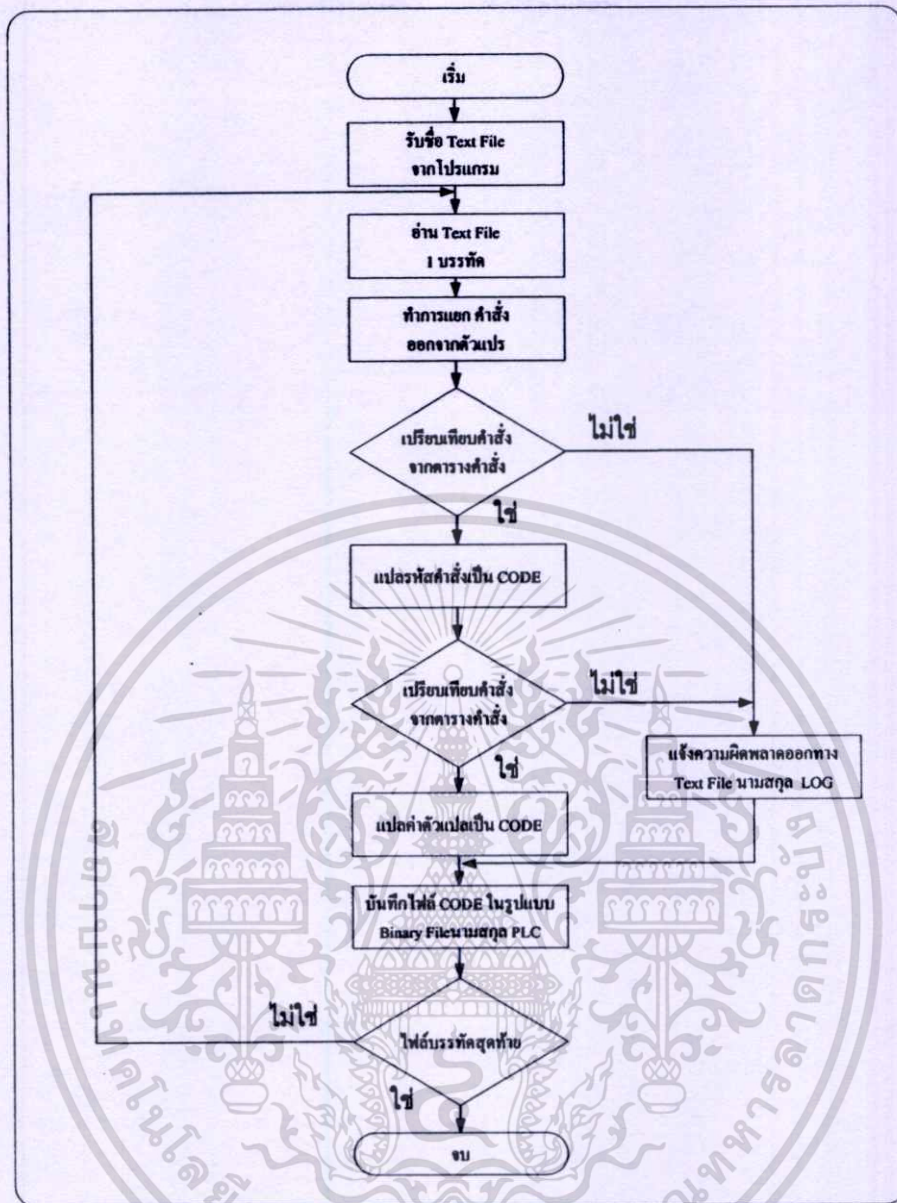 เริ่ม
รับชื่อ Text File
จากโปรแกรม
อ่าน Text File
1 บรรทัด
ทำการแยก คำสั่ง
ออกจากตัวแปร
เปรียบเทียบคำสั่ง
จากตารางคำสั่ง
ไม่ใช่
ใช่
แปลรหัสคำสั่งเป็น CODE
เปรียบเทียบคำสั่ง
จากตารางคำสั่ง
ไม่ใช่
ใช่
แจ้งความผิดพลาดออกทาง
Text File นามสกุล LOG
แปลค่าตัวแปลเป็น CODE
บันทึกไฟล์ CODE ในรูปแบบ
Binary Fileนามสกุล PLC
ไฟล์บรรทัดสุดท้าย
ไม่ใช่
ใช่
จบ